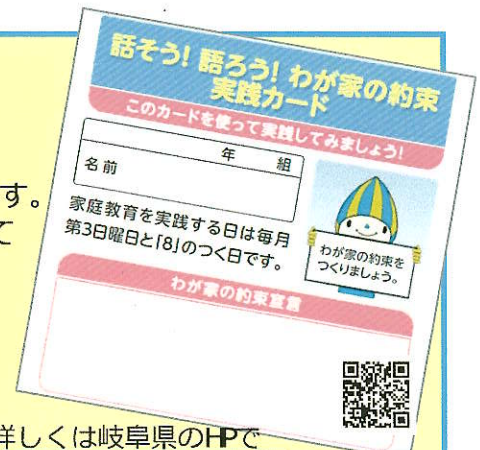 話そう! 語ろう! わが家の約束
実践カード
このカードを使って実践してみましょう!
年 組
名前
家庭教育を実践する日は毎月
第3日曜日と「8」のつく日です。
わが家の約束を
つくりましょう。
わが家の約束宣言
す。
て
詳しくは岐阜県のHPで